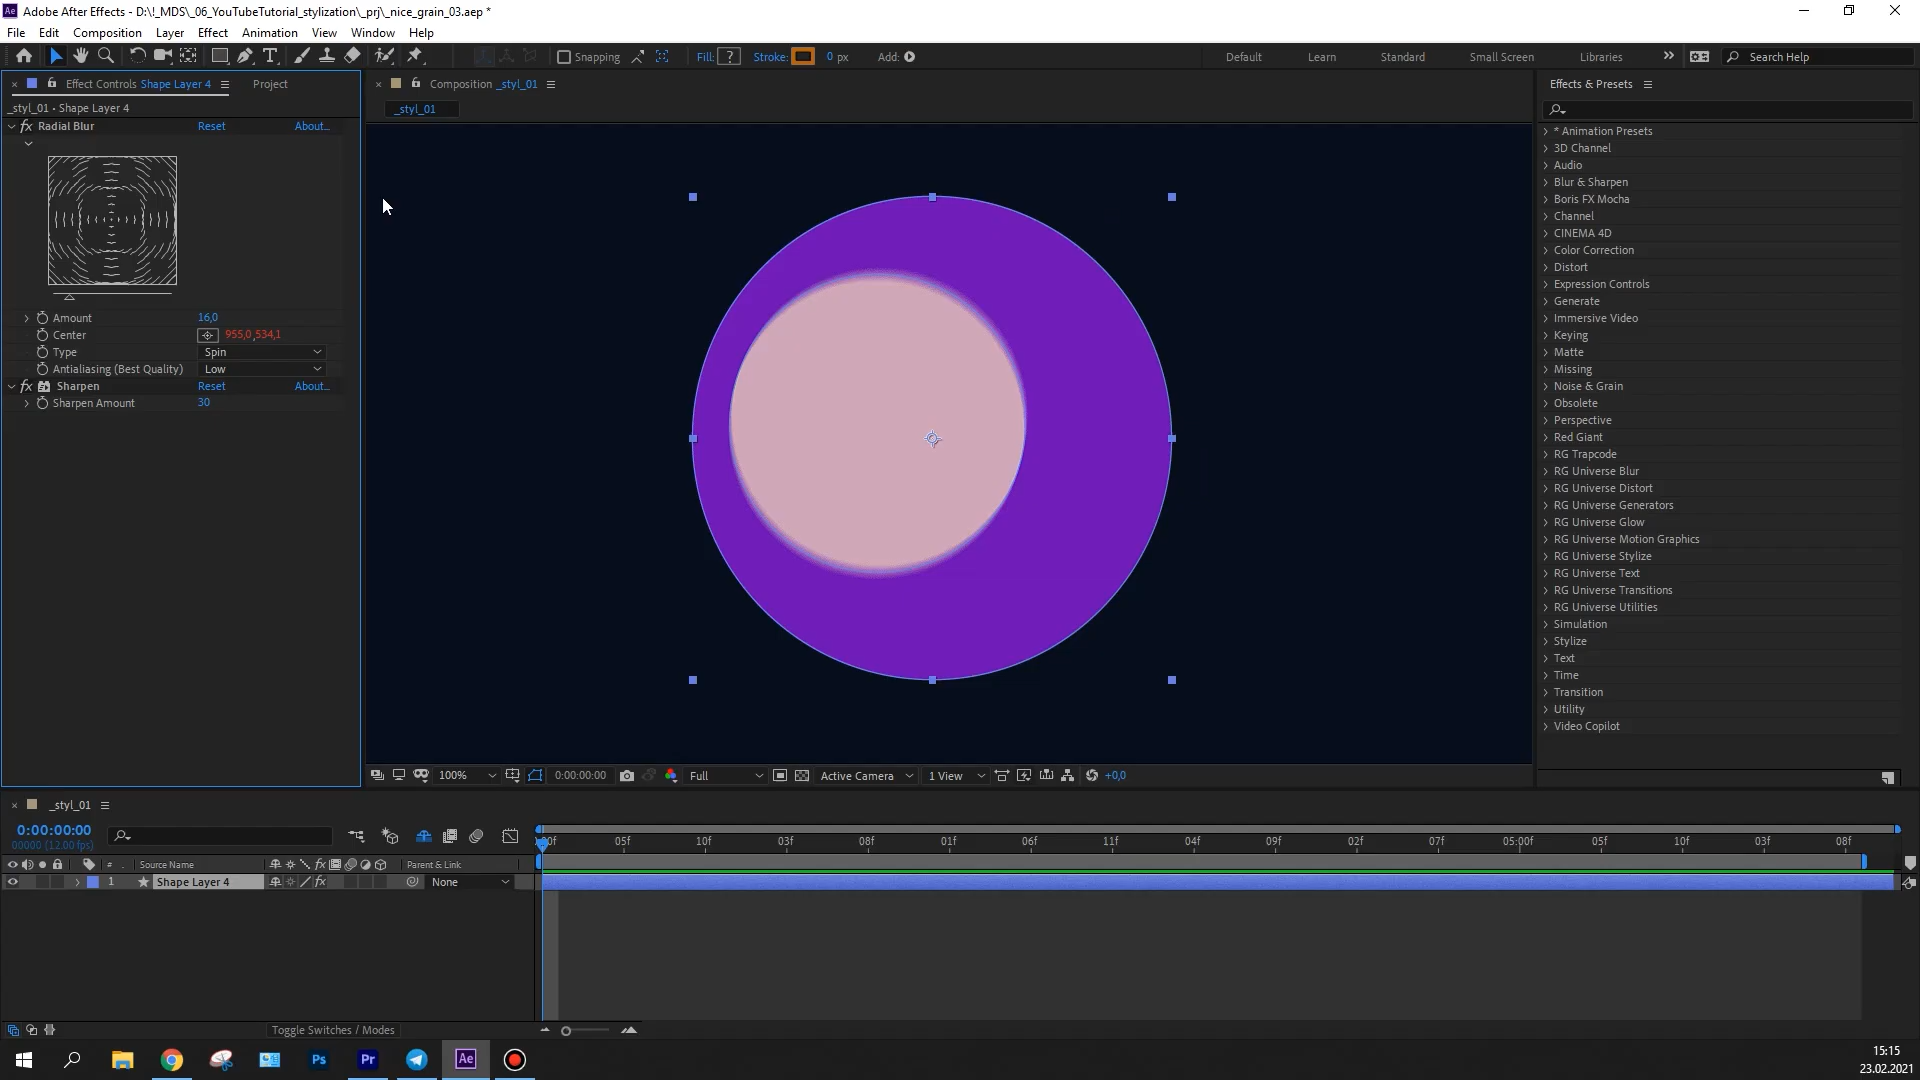 Adobe After Effects - D:\!_MDS\_06_YouTubeTutorial_stylization\_prj\_nice_grain_03.aep *
File Edit Composition Layer Effect Animation View Window Help
Snapping Fill: ? Stroke: 0 px Add: Default Learn Standard Small Screen Libraries Search Help
Effect Controls Shape Layer 4 Project Composition _styl_01 Effects & Presets
_styl_01 • Shape Layer 4 _styl_01
fx Radial Blur Reset About...
Amount 16,0
Center 955,0,534,1
Type Spin
Antialiasing (Best Quality) Low
fx Sharpen Reset About...
Sharpen Amount 30
* Animation Presets
3D Channel
Audio
Blur & Sharpen
Boris FX Mocha
Channel
CINEMA 4D
Color Correction
Distort
Expression Controls
Generate
Immersive Video
Keying
Matte
Missing
Noise & Grain
Obsolete
Perspective
Red Giant
RG Trapcode
RG Universe Blur
RG Universe Distort
RG Universe Generators
RG Universe Glow
RG Universe Motion Graphics
RG Universe Stylize
RG Universe Text
RG Universe Transitions
RG Universe Utilities
Simulation
Stylize
Text
Time
Transition
Utility
Video Copilot
100% 0:00:00:00 Full Active Camera 1 View +0,0
_styl_01
0:00:00:00
00000 (12.00 fps)
05f 10f 03f 08f 01f 06f 11f 04f 09f 02f 07f 05:00f 05f 10f 03f 08f
# Source Name fx Parent & Link
1 Shape Layer 4 fx None
Toggle Switches / Modes
Ps Pr Ae
15:15
23.02.2021